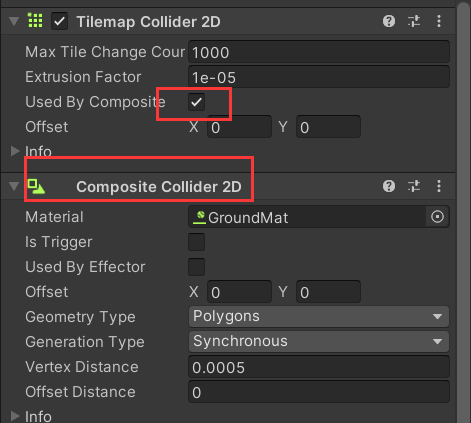 Tilemap Collider 2D
Max Tile Change Cour 1000
Extrusion Factor 1e-05
Used By Composite
Offset X 0 Y 0
Info
Composite Collider 2D
Material GroundMat
Is Trigger
Used By Effector
Offset X 0 Y 0
Geometry Type Polygons
Generation Type Synchronous
Vertex Distance 0.0005
Offset Distance 0
Info